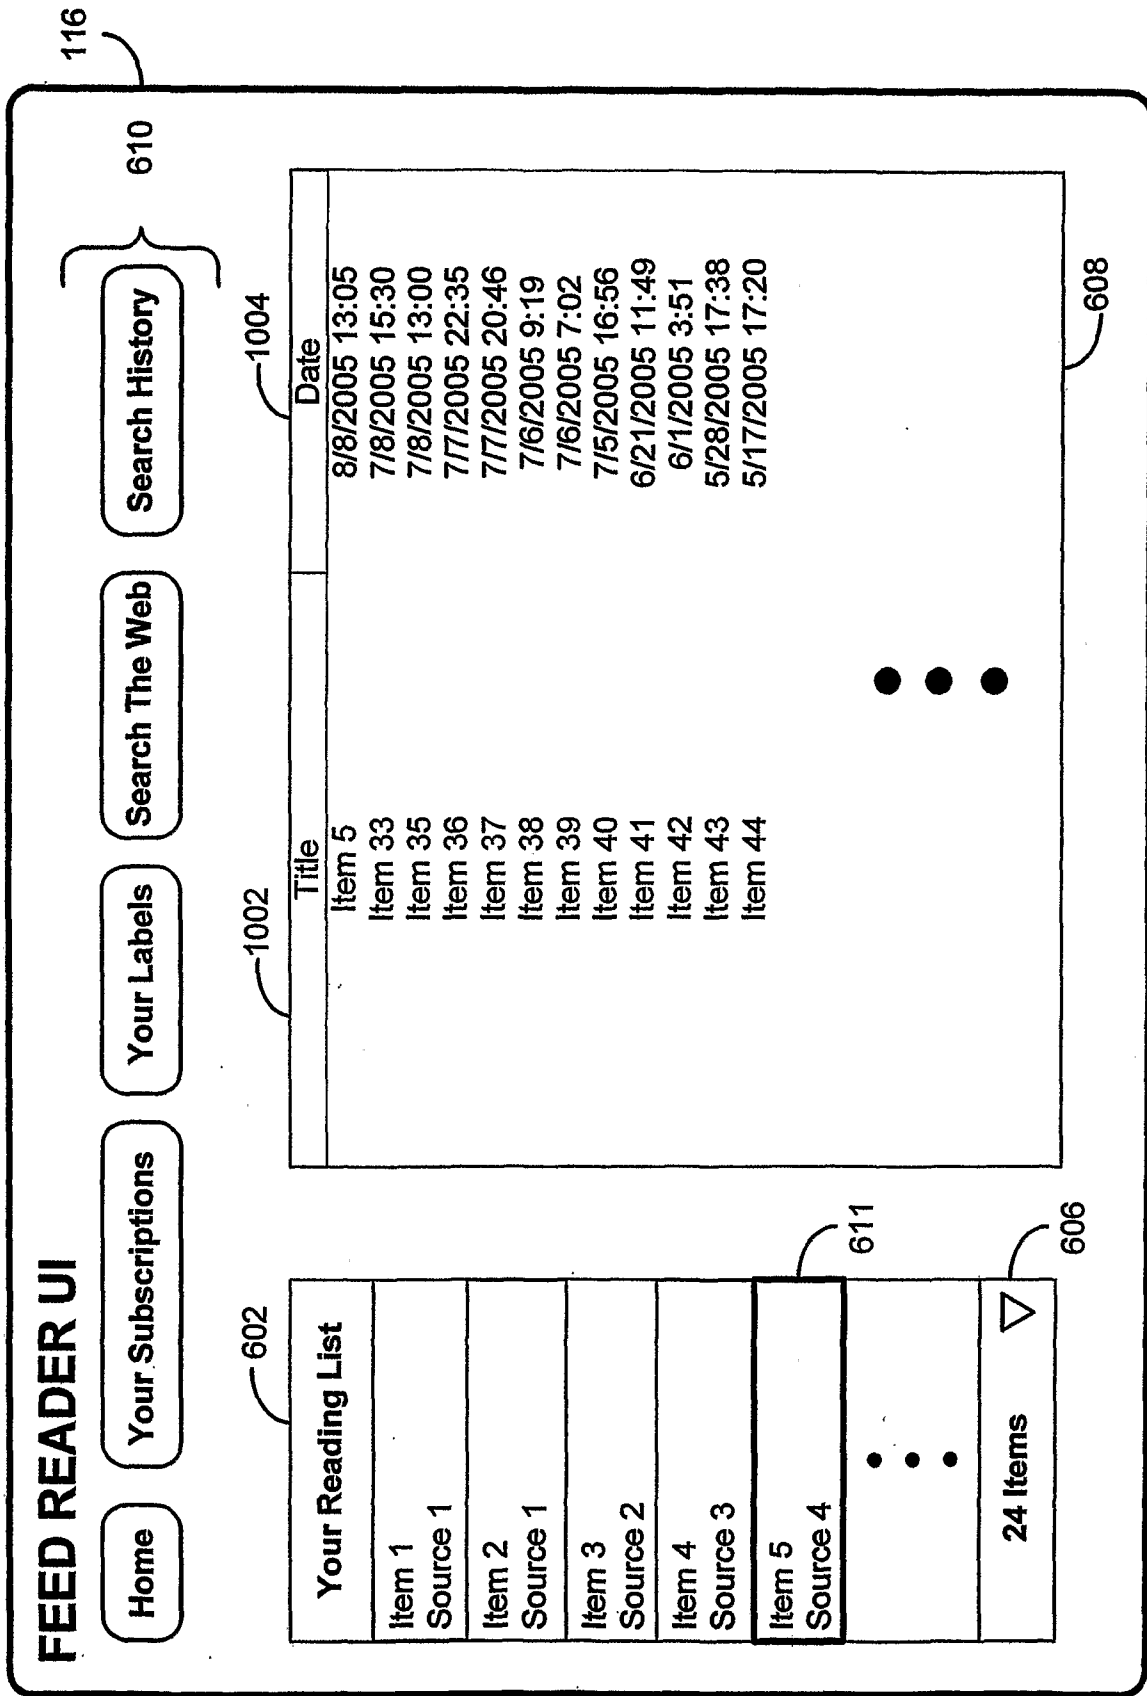 FEED READER UI
116
Home
Your Subscriptions
Your Labels
Search The Web
Search History
610
602
Your Reading List
Item 1
Source 1
Item 2
Source 1
Item 3
Source 2
Item 4
Source 3
Item 5
Source 4
611
24 Items
606
1002
1004
Title Date
Item 5 8/8/2005 13:05
Item 33 7/8/2005 15:30
Item 35 7/8/2005 13:00
Item 36 7/7/2005 22:35
Item 37 7/7/2005 20:46
Item 38 7/6/2005 9:19
Item 39 7/6/2005 7:02
Item 40 7/5/2005 16:56
Item 41 6/21/2005 11:49
Item 42 6/1/2005 3:51
Item 43 5/28/2005 17:38
Item 44 5/17/2005 17:20
608